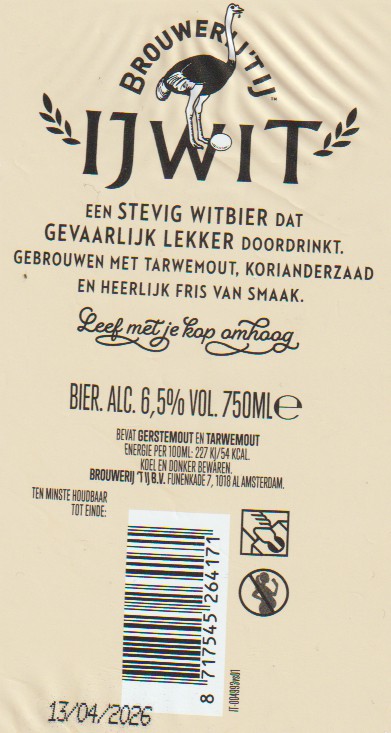 BROUWERIJ 'T IJ™
IJWIT
EEN STEVIG WITBIER DAT
GEVAARLIJK LEKKER DOORDRINKT.
GEBROUWEN MET TARWEMOUT, KORIANDERZAAD
EN HEERLIJK FRIS VAN SMAAK.
Leef met je kop omhoog
BIER. ALC. 6,5% VOL. 750ML ℮
BEVAT GERSTEMOUT EN TARWEMOUT
ENERGIE PER 100ML: 227 KJ/54 KCAL.
KOEL EN DONKER BEWAREN.
BROUWERIJ 'T IJ B.V. FUNENKADE 7, 1018 AL AMSTERDAM.
TEN MINSTE HOUDBAAR
TOT EINDE:
8 717545 264171
IT-004993ns01
13/04/2026